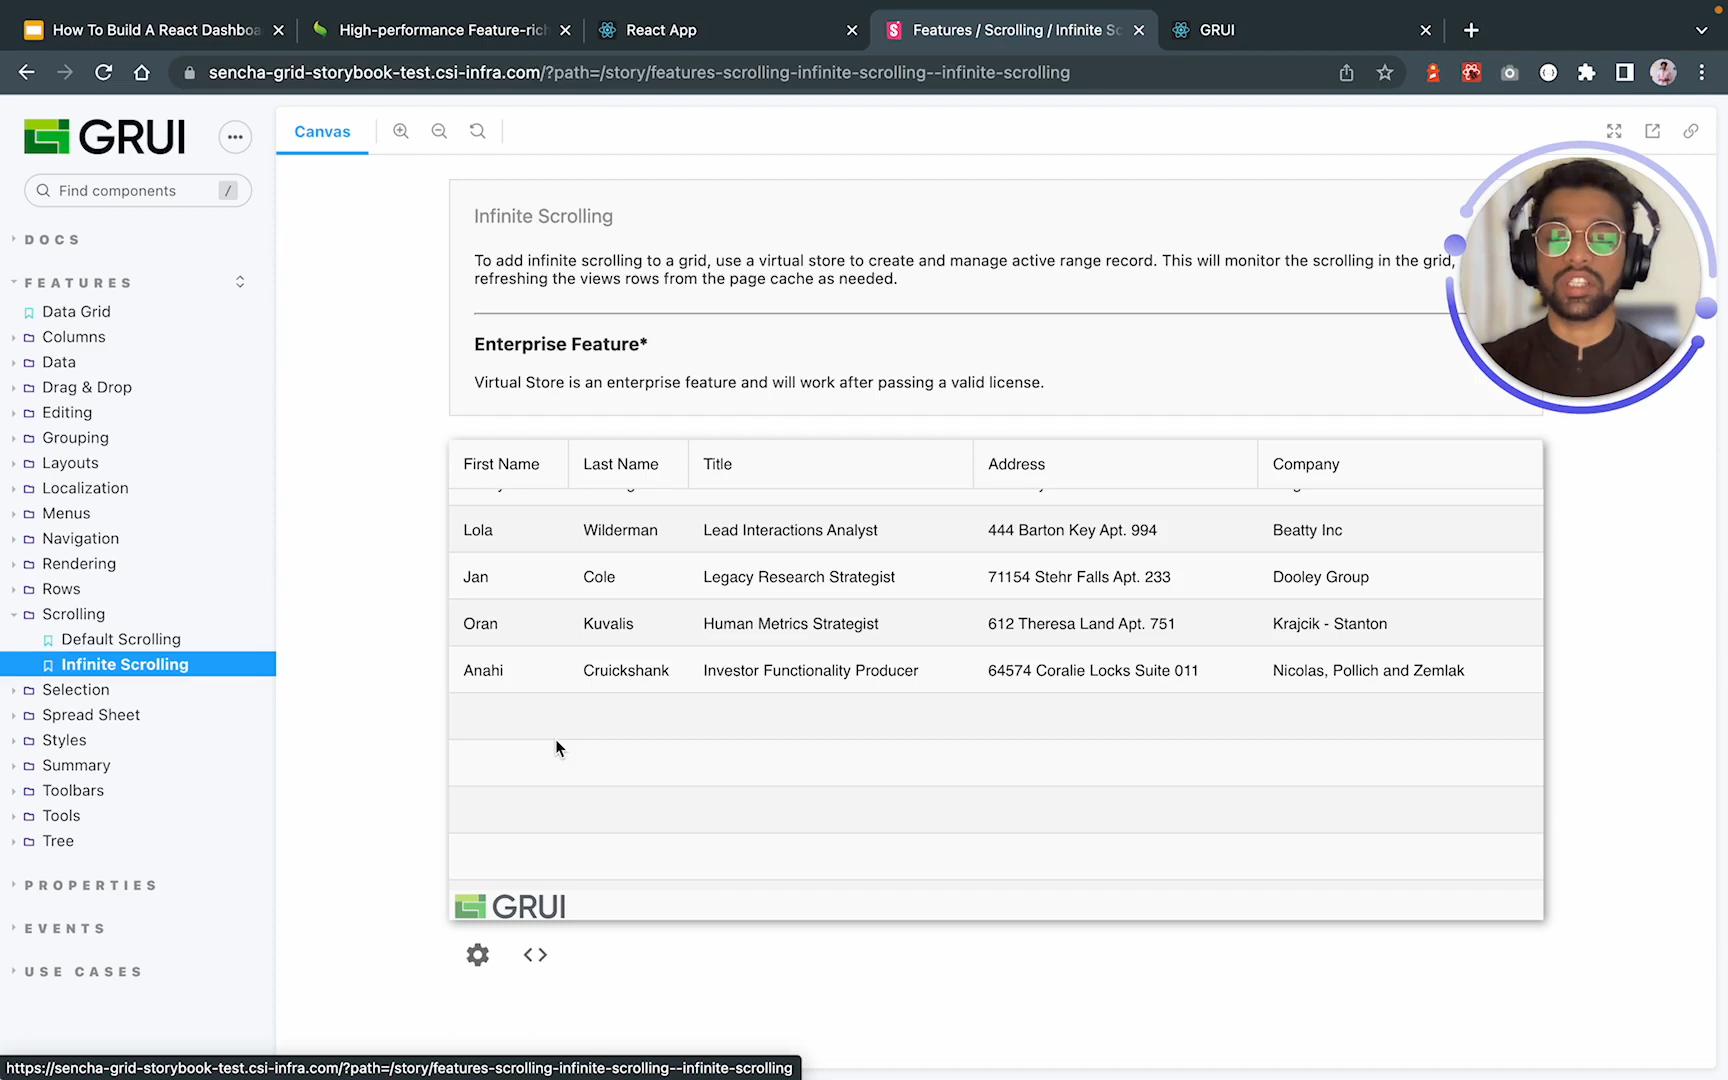 How To Build A React Dashboa
High-performance Feature-rich
React App
Features / Scrolling / Infinite Sc
GRUI
sencha-grid-storybook-test.csi-infra.com/?path=/story/features-scrolling-infinite-scrolling--infinite-scrolling
GRUI
Find components
/
DOCS
FEATURES
Data Grid
Columns
Data
Drag & Drop
Editing
Grouping
Layouts
Localization
Menus
Navigation
Rendering
Rows
Scrolling
Default Scrolling
Infinite Scrolling
Selection
Spread Sheet
Styles
Summary
Toolbars
Tools
Tree
PROPERTIES
EVENTS
USE CASES
Canvas
Infinite Scrolling
To add infinite scrolling to a grid, use a virtual store to create and manage active range record. This will monitor the scrolling in the grid,
refreshing the views rows from the page cache as needed.
Enterprise Feature*
Virtual Store is an enterprise feature and will work after passing a valid license.
First Name Last Name Title Address Company
Lola Wilderman Lead Interactions Analyst 444 Barton Key Apt. 994 Beatty Inc
Jan Cole Legacy Research Strategist 71154 Stehr Falls Apt. 233 Dooley Group
Oran Kuvalis Human Metrics Strategist 612 Theresa Land Apt. 751 Krajcik - Stanton
Anahi Cruickshank Investor Functionality Producer 64574 Coralie Locks Suite 011 Nicolas, Pollich and Zemlak
GRUI
https://sencha-grid-storybook-test.csi-infra.com/?path=/story/features-scrolling-infinite-scrolling--infinite-scrolling